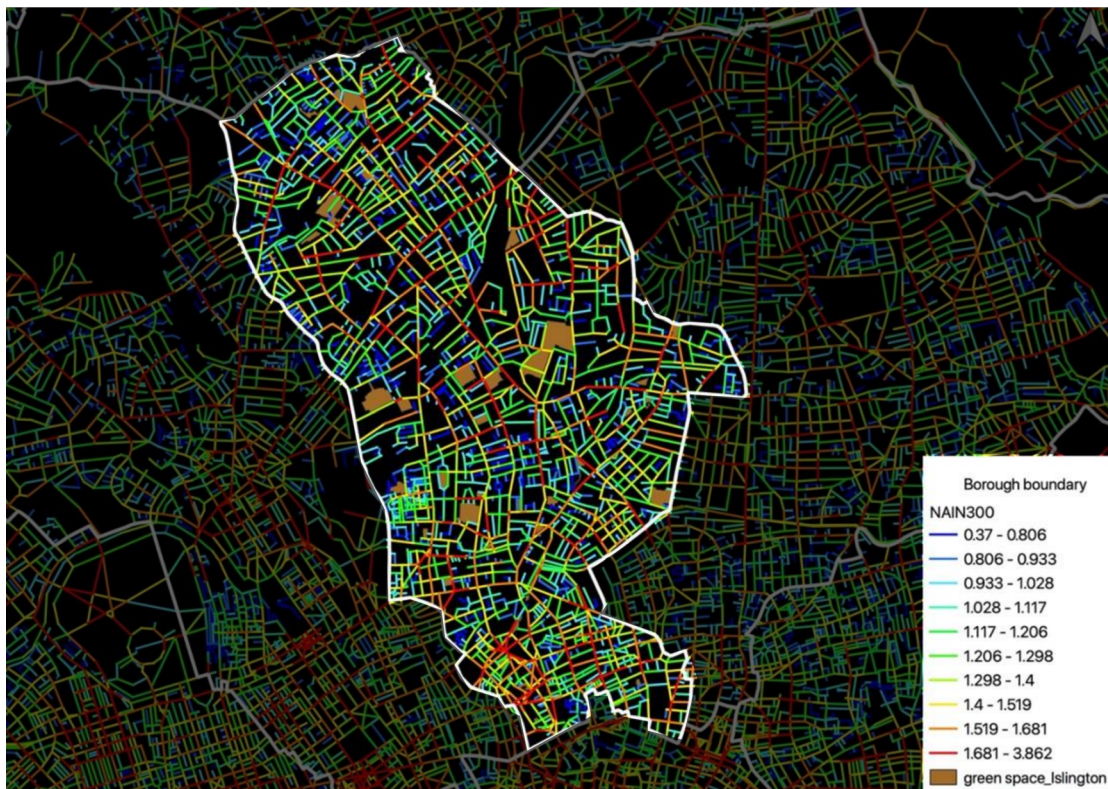 Borough boundary
NAIN300
0.37 - 0.806
0.806 - 0.933
0.933 - 1.028
1.028 - 1.117
1.117 - 1.206
1.206 - 1.298
1.298 - 1.4
1.4 - 1.519
1.519 - 1.681
1.681 - 3.862
green space_Islington